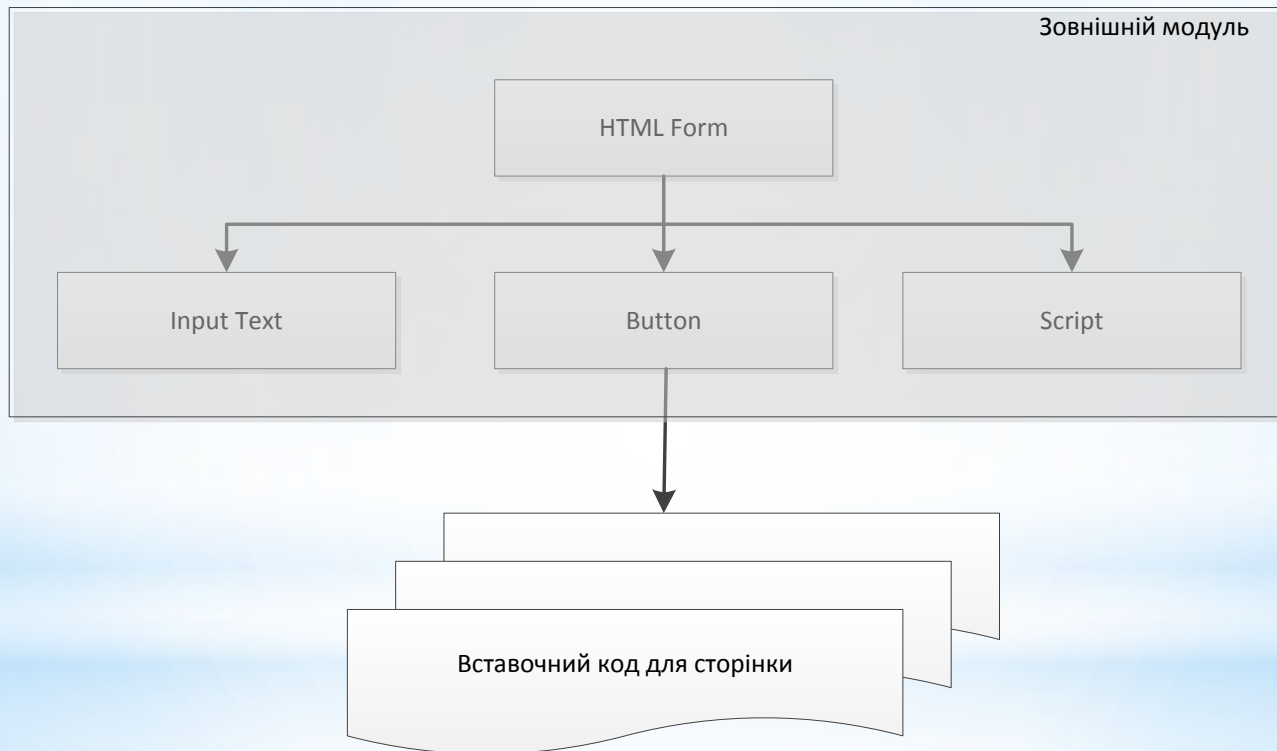 Зовнішній модуль
HTML Form
Input Text
Button
Script
Вставочний код для сторінки